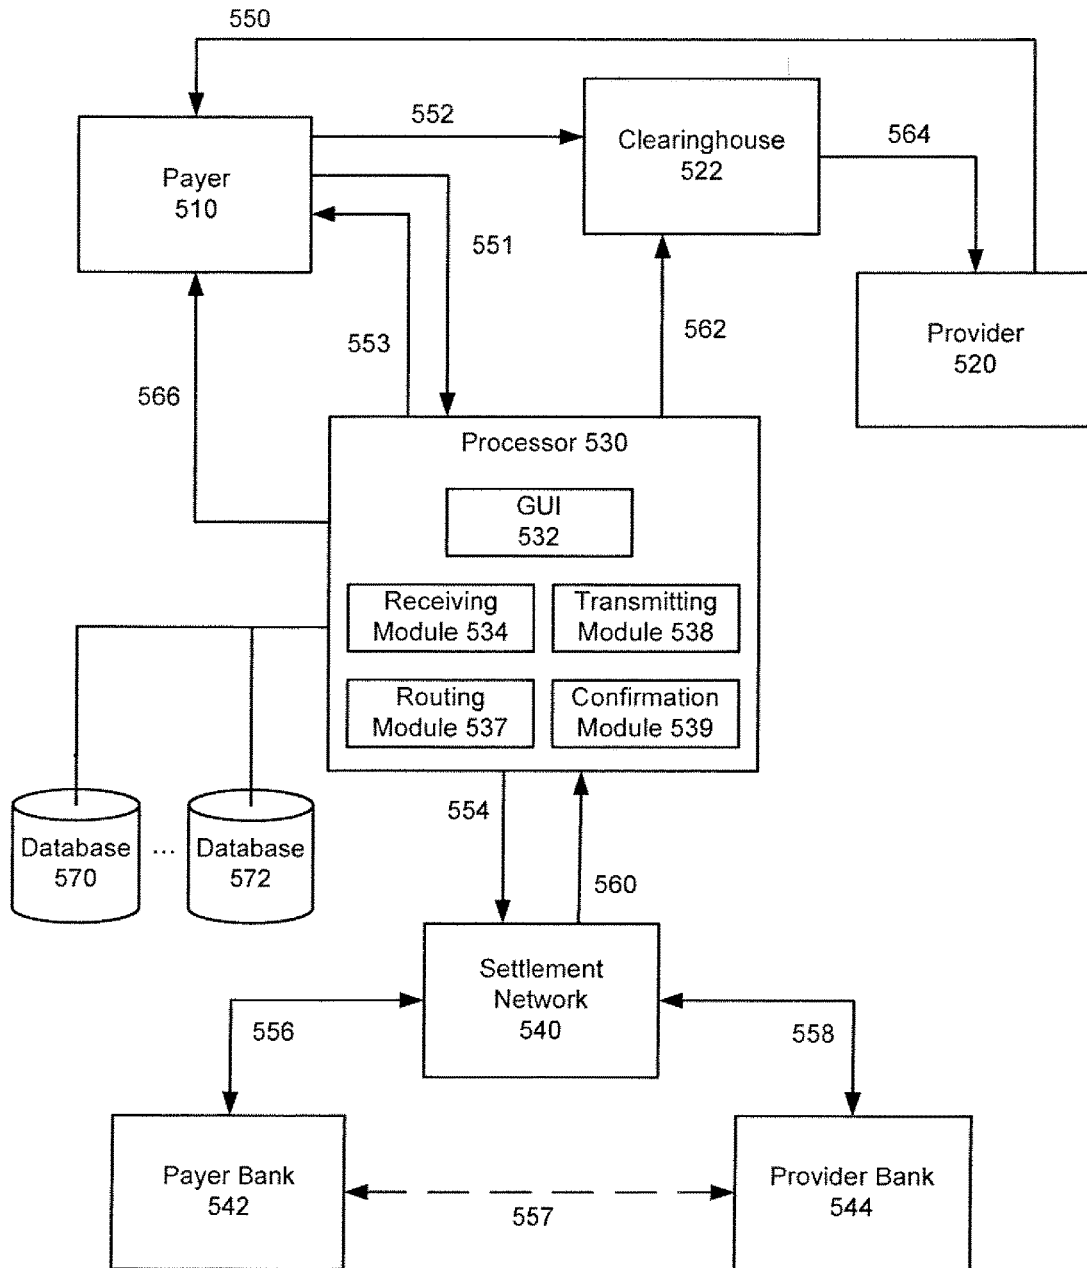 550
552
Clearinghouse
522
564
Payer
510
551
553
562
Provider
520
566
Processor 530
GUI
532
Receiving
Module 534
Transmitting
Module 538
Routing
Module 537
Confirmation
Module 539
554
560
Database
570
...
Database
572
Settlement
Network
540
556
558
Payer Bank
542
557
Provider Bank
544